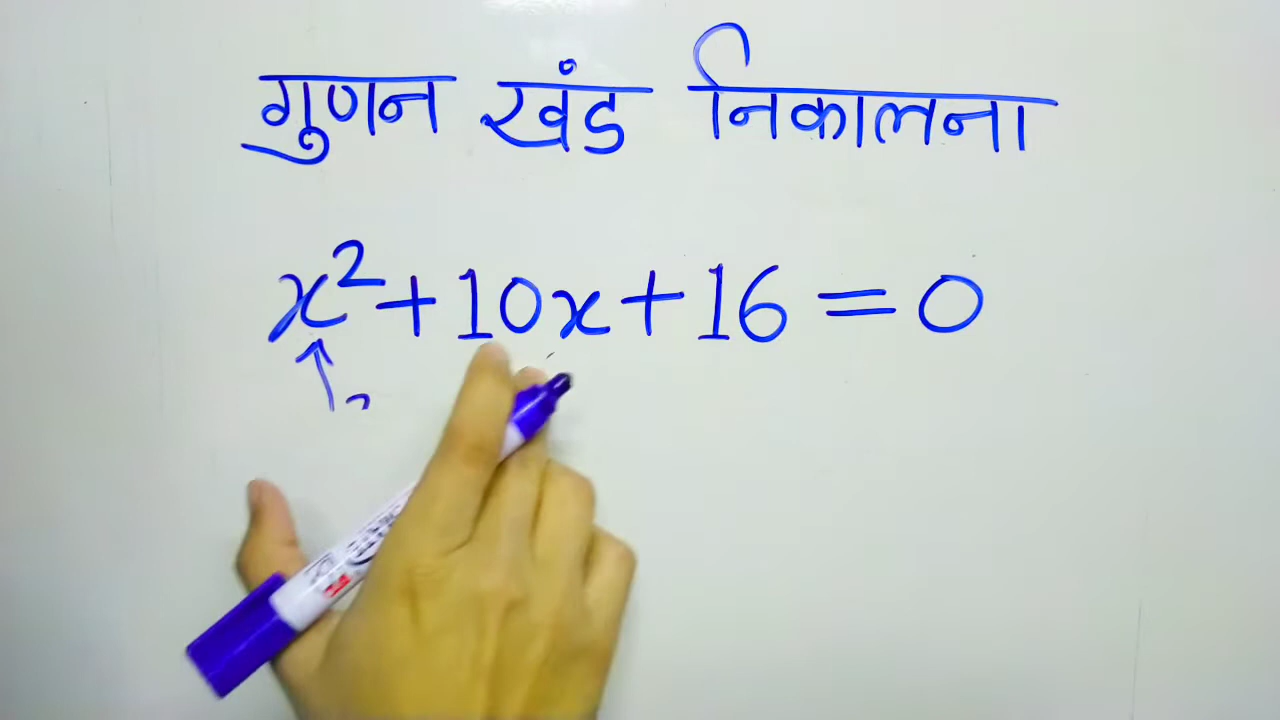 गुणन खंड निकालना
x² + 10x + 16 = 0